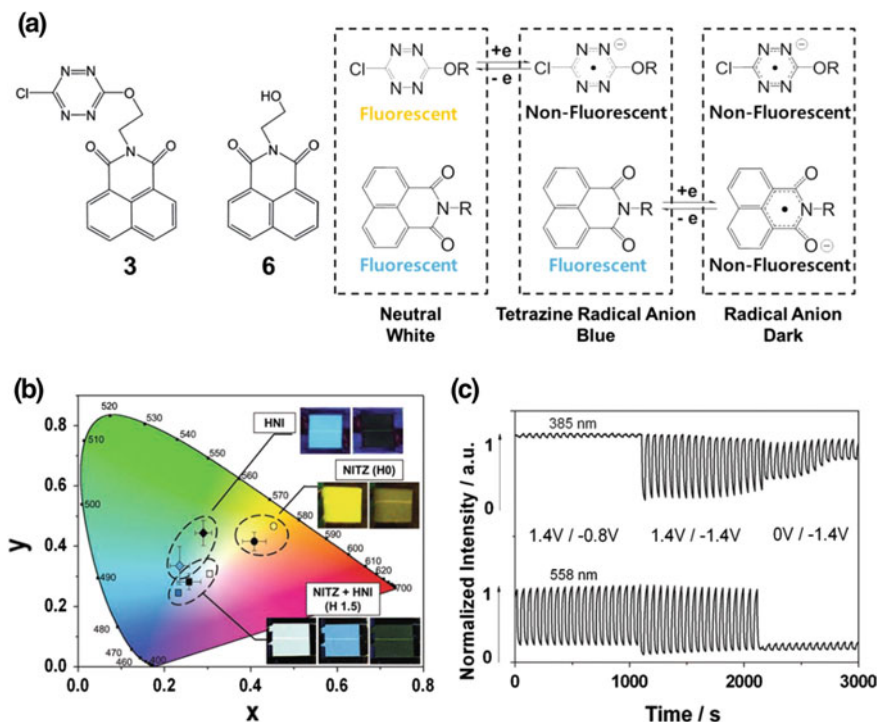 (a)
N N
Cl
N N
O
O N O
3
HO
O N O
6
+e
- e
N N
Cl OR
N N
Fluorescent
N N ⊖
Cl OR
N N
Non-Fluorescent
N N ⊖
Cl OR
N N
Non-Fluorescent
O
N-R
O
Fluorescent
O
N-R
O
Fluorescent
+e
- e
O
N-R
O ⊖
Non-Fluorescent
Neutral
White
Tetrazine Radical Anion
Blue
Radical Anion
Dark
(b)
y
0.8
0.6
0.4
0.2
0.0
0.0 0.2 0.4 0.6 0.8
x
520
530
540
550
560
570
580
590
600
610
620
700
510
500
490
480
470
460
400
HNI
NITZ (H0)
NITZ + HNI
(H 1.5)
(c)
Normalized Intensity / a.u.
385 nm
1
0
1.4V / -0.8V 1.4V / -1.4V 0V / -1.4V
558 nm
1
0
0 1000 2000 3000
Time / s